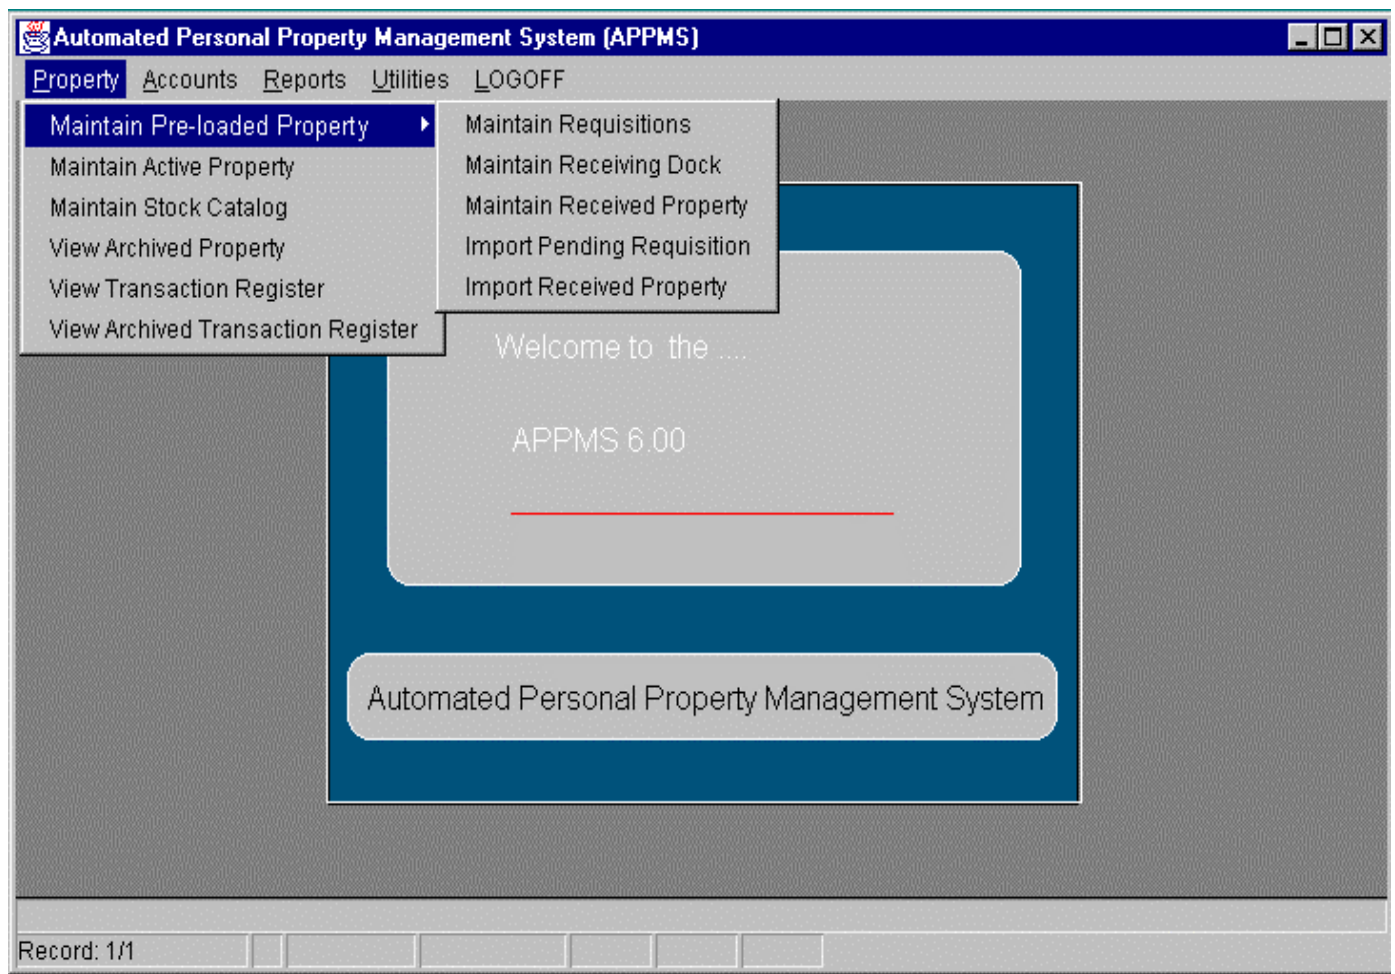 Automated Personal Property Management System (APPMS)
Property Accounts Reports Utilities LOGOFF
Maintain Pre-loaded Property
Maintain Active Property
Maintain Stock Catalog
View Archived Property
View Transaction Register
View Archived Transaction Register
Maintain Requisitions
Maintain Receiving Dock
Maintain Received Property
Import Pending Requisition
Import Received Property
Welcome to the ....
APPMS 6.00
Automated Personal Property Management System
Record: 1/1